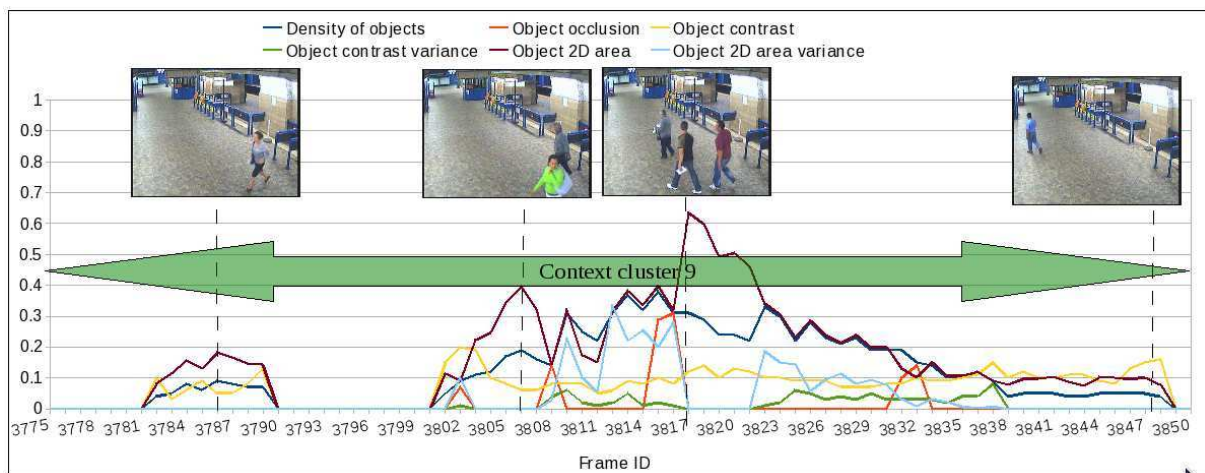 Density of objects Object occlusion Object contrast
Object contrast variance Object 2D area Object 2D area variance
1
0.9
0.8
0.7
0.6
0.5
0.4
0.3
0.2
0.1
0
Context cluster 9
3775 3778 3781 3784 3787 3790 3793 3796 3799 3802 3805 3808 3811 3814 3817 3820 3823 3826 3829 3832 3835 3838 3841 3844 3847 3850
Frame ID